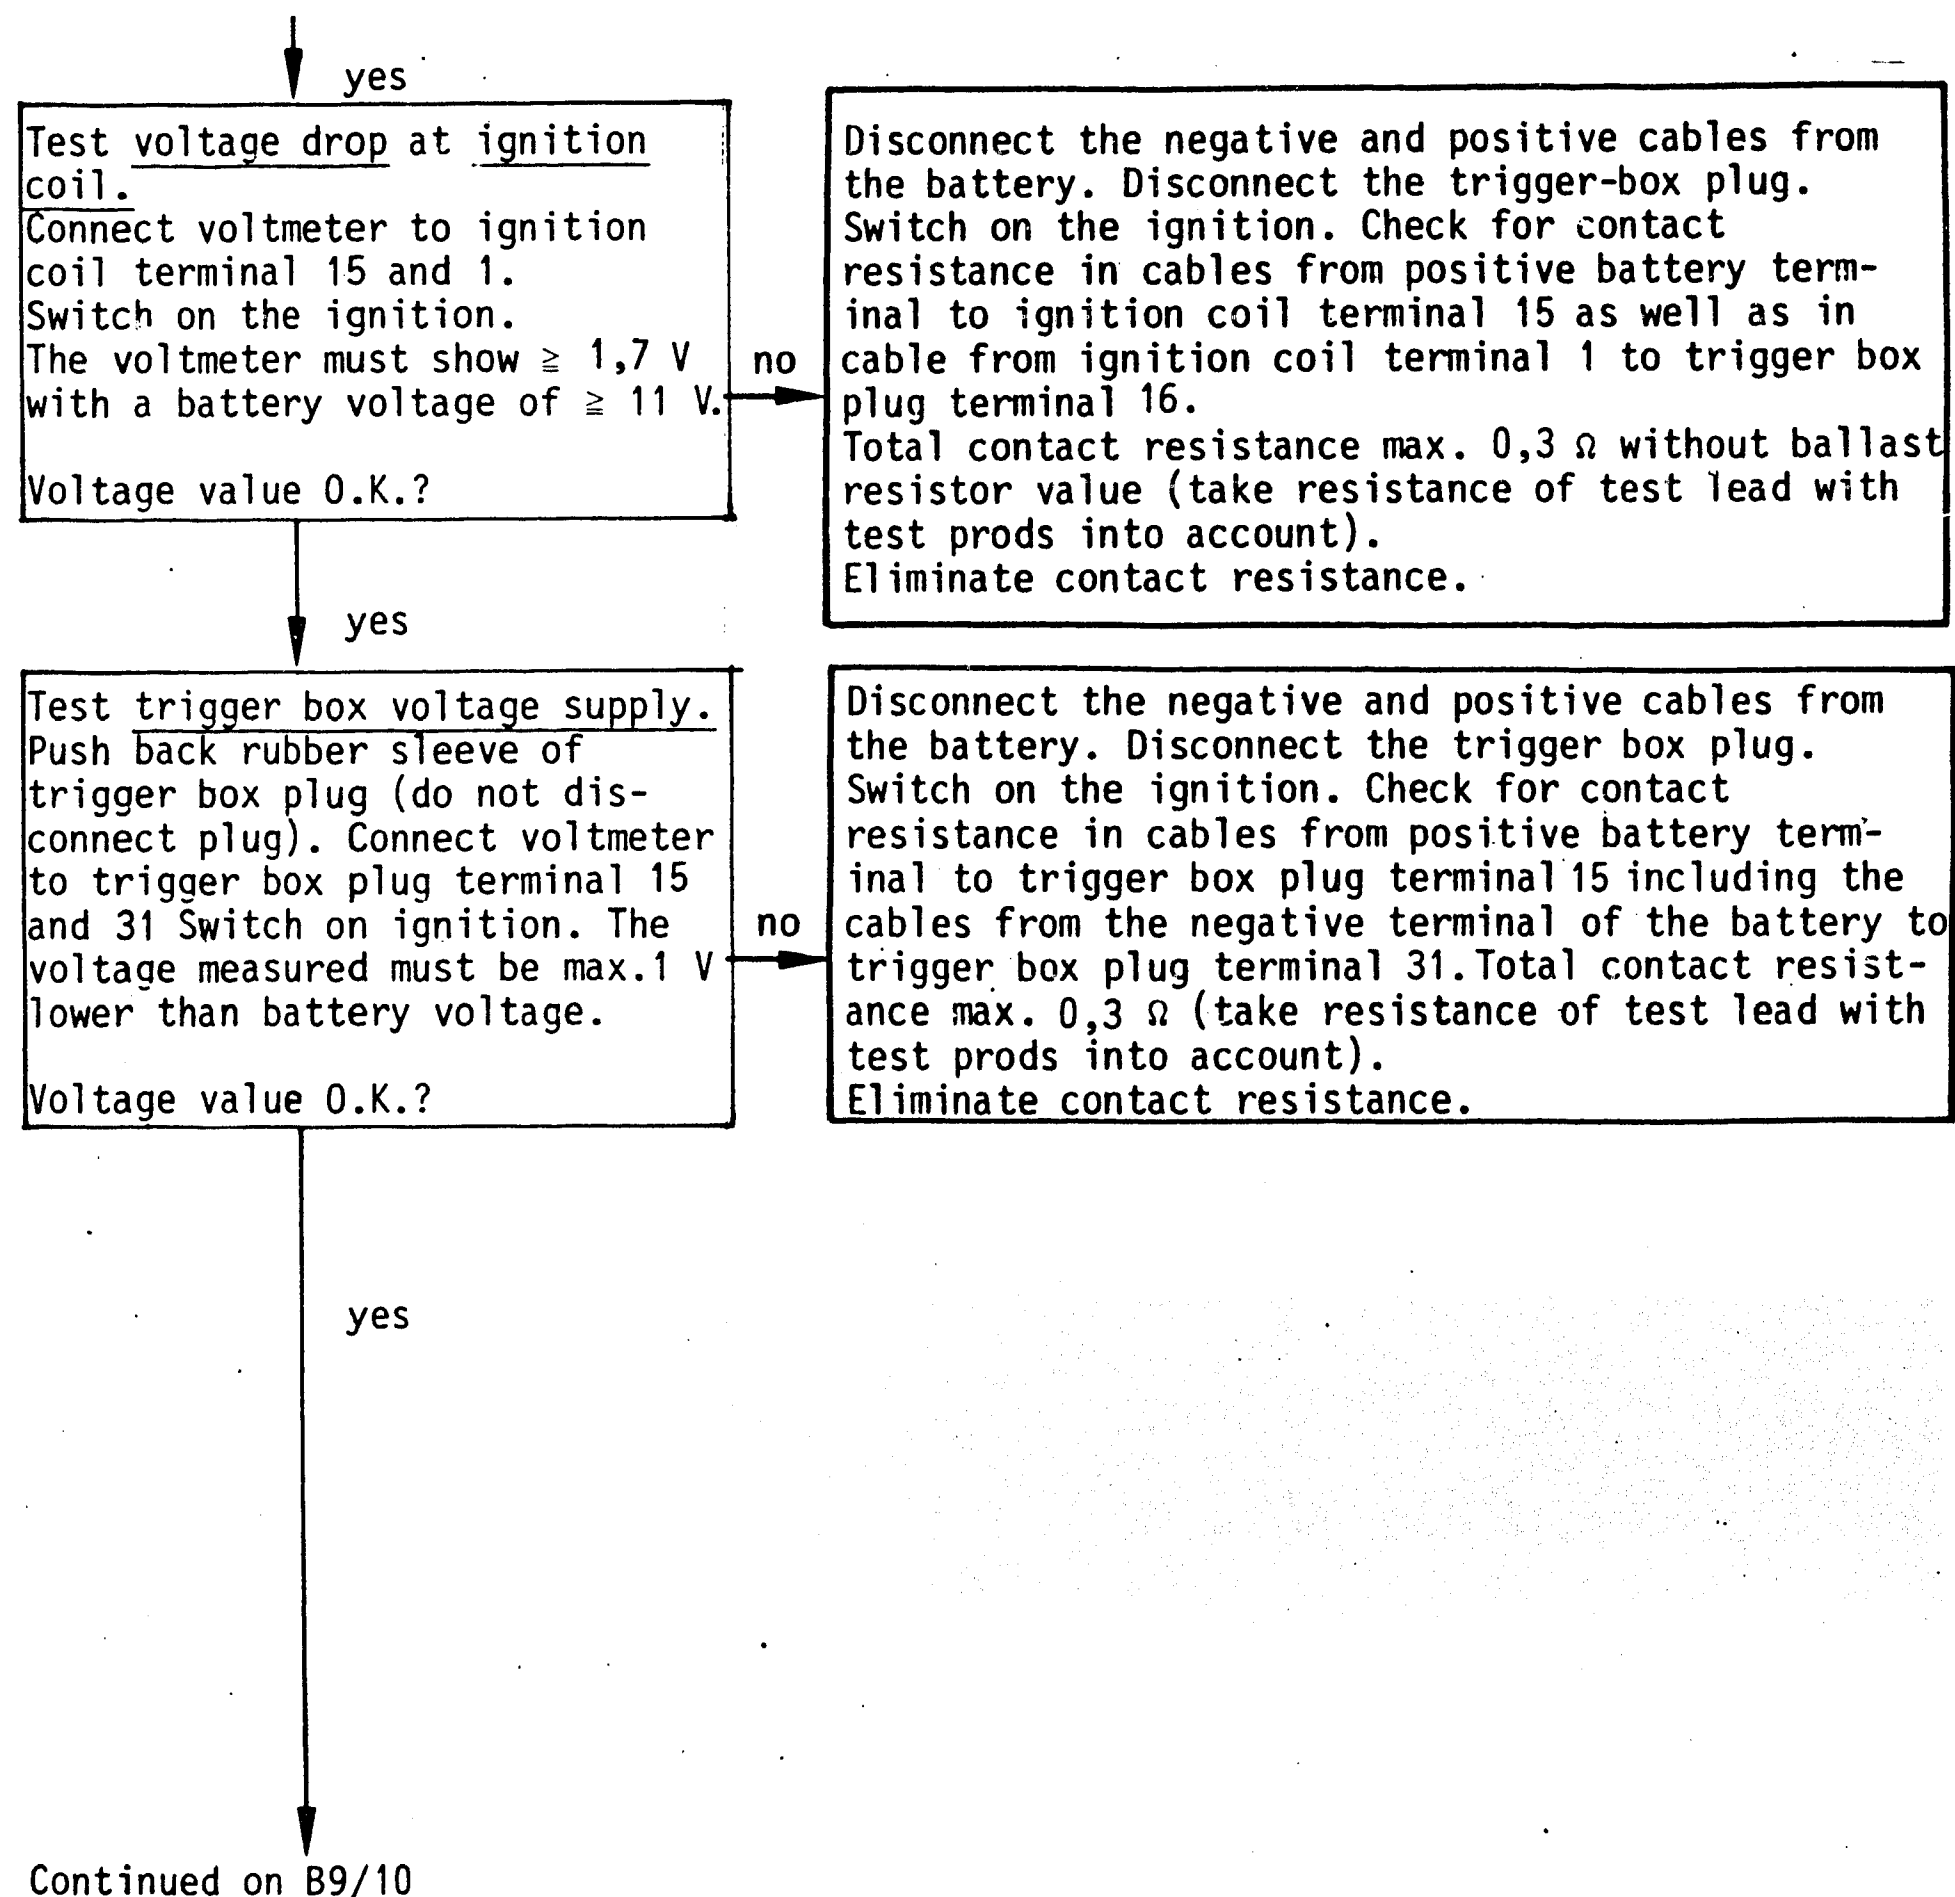 yes
Test voltage drop at ignition
coil.
Connect voltmeter to ignition
coil terminal 15 and 1.
Switch on the ignition.
The voltmeter must show ≧ 1,7 V
with a battery voltage of ≧ 11 V.
Voltage value O.K.?
no
Disconnect the negative and positive cables from
the battery. Disconnect the trigger-box plug.
Switch on the ignition. Check for contact
resistance in cables from positive battery term-
inal to ignition coil terminal 15 as well as in
cable from ignition coil terminal 1 to trigger box
plug terminal 16.
Total contact resistance max. 0,3 Ω without ballast
resistor value (take resistance of test lead with
test prods into account).
Eliminate contact resistance.
yes
Test trigger box voltage supply.
Push back rubber sleeve of
trigger box plug (do not dis-
connect plug). Connect voltmeter
to trigger box plug terminal 15
and 31 Switch on ignition. The
voltage measured must be max.1 V
lower than battery voltage.
Voltage value O.K.?
no
Disconnect the negative and positive cables from
the battery. Disconnect the trigger box plug.
Switch on the ignition. Check for contact
resistance in cables from positive battery term-
inal to trigger box plug terminal 15 including the
cables from the negative terminal of the battery to
trigger box plug terminal 31.Total contact resist-
ance max. 0,3 Ω (take resistance of test lead with
test prods into account).
Eliminate contact resistance.
yes
Continued on B9/10